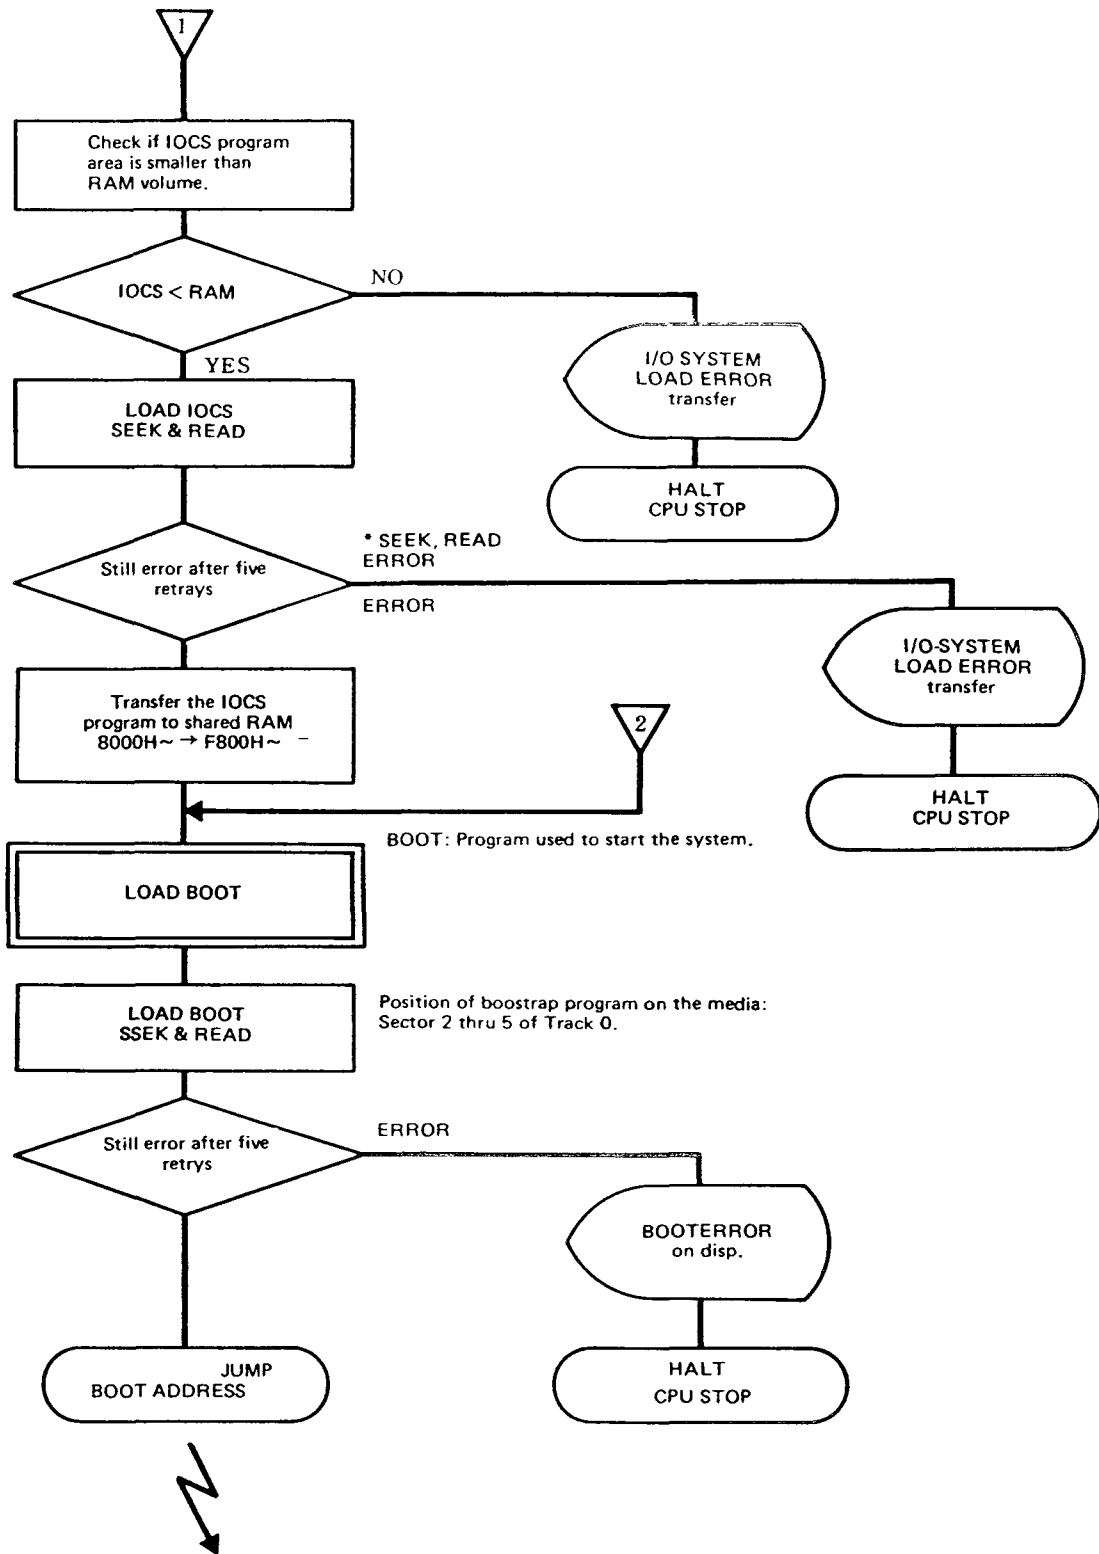 1
Check if IOCS program
area is smaller than
RAM volume.
IOCS < RAM
NO
YES
I/O SYSTEM
LOAD ERROR
transfer
LOAD IOCS
SEEK & READ
HALT
CPU STOP
* SEEK, READ
ERROR
Still error after five
retrays
ERROR
I/O-SYSTEM
LOAD ERROR
transfer
Transfer the IOCS
program to shared RAM
8000H~ → F800H~
2
HALT
CPU STOP
BOOT: Program used to start the system.
LOAD BOOT
LOAD BOOT
SSEK & READ
Position of boostrap program on the media:
Sector 2 thru 5 of Track 0.
ERROR
Still error after five
retrys
BOOTERROR
on disp.
JUMP
BOOT ADDRESS
HALT
CPU STOP